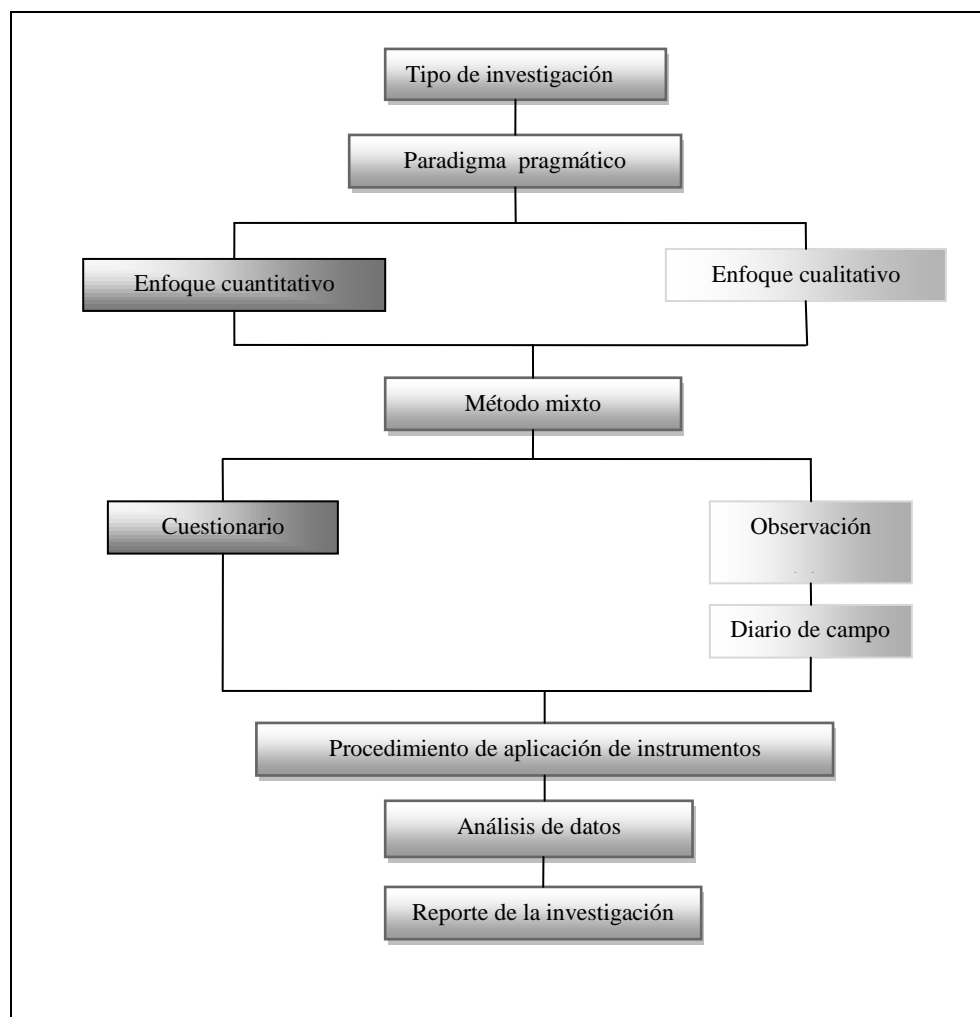 Tipo de investigación
Paradigma pragmático
Enfoque cuantitativo
Enfoque cualitativo
Método mixto
Cuestionario
Observación
Diario de campo
Procedimiento de aplicación de instrumentos
Análisis de datos
Reporte de la investigación